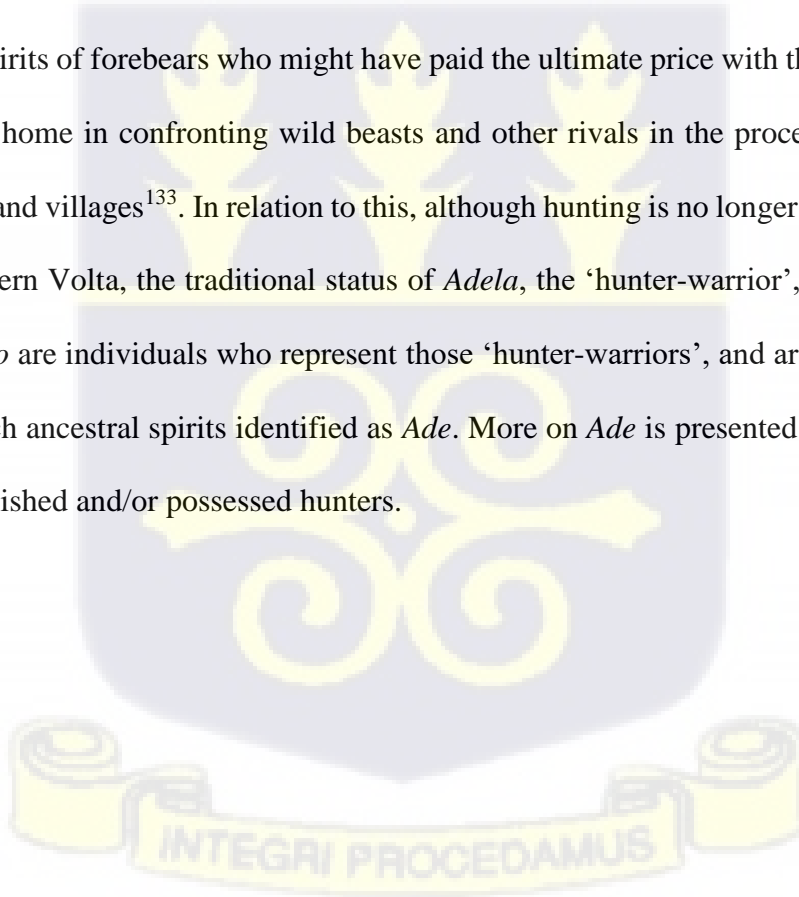 irits of forebears who might have paid the ultimate price with th
home in confronting wild beasts and other rivals in the proce
and villages133. In relation to this, although hunting is no longer
ern Volta, the traditional status of Adela, the ‘hunter-warrior’,
o are individuals who represent those ‘hunter-warriors’, and ar
h ancestral spirits identified as Ade. More on Ade is presented
ished and/or possessed hunters.
INTEGRI PROCEDAMUS